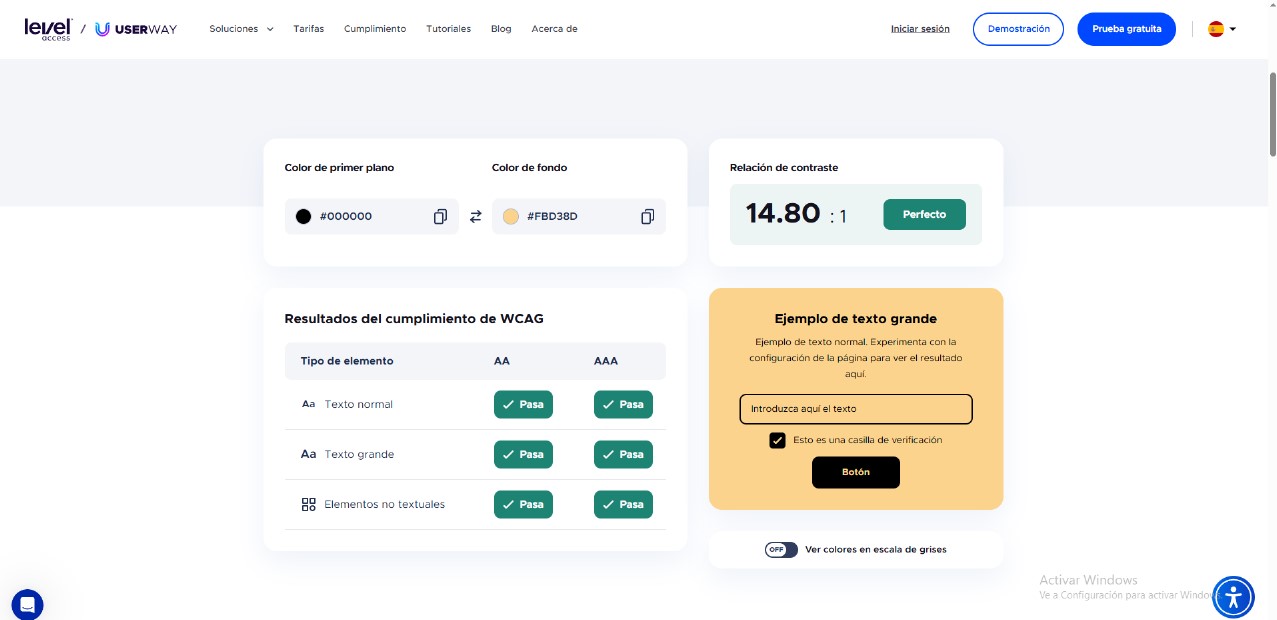 level access / USERWAY Soluciones Tarifas Cumplimiento Tutoriales Blog Acerca de Iniciar sesión Demostración Prueba gratuita
Color de primer plano Color de fondo
#000000 #FBD38D
Relación de contraste
14.80 : 1 Perfecto
Resultados del cumplimiento de WCAG
Tipo de elemento AA AAA
Aa Texto normal Pasa Pasa
Aa Texto grande Pasa Pasa
Elementos no textuales Pasa Pasa
Ejemplo de texto grande
Ejemplo de texto normal. Experimenta con la
configuración de la página para ver el resultado
aquí.
Introduzca aquí el texto
Esto es una casilla de verificación
Botón
OFF Ver colores en escala de grises
Activar Windows
Ve a Configuración para activar Windows.